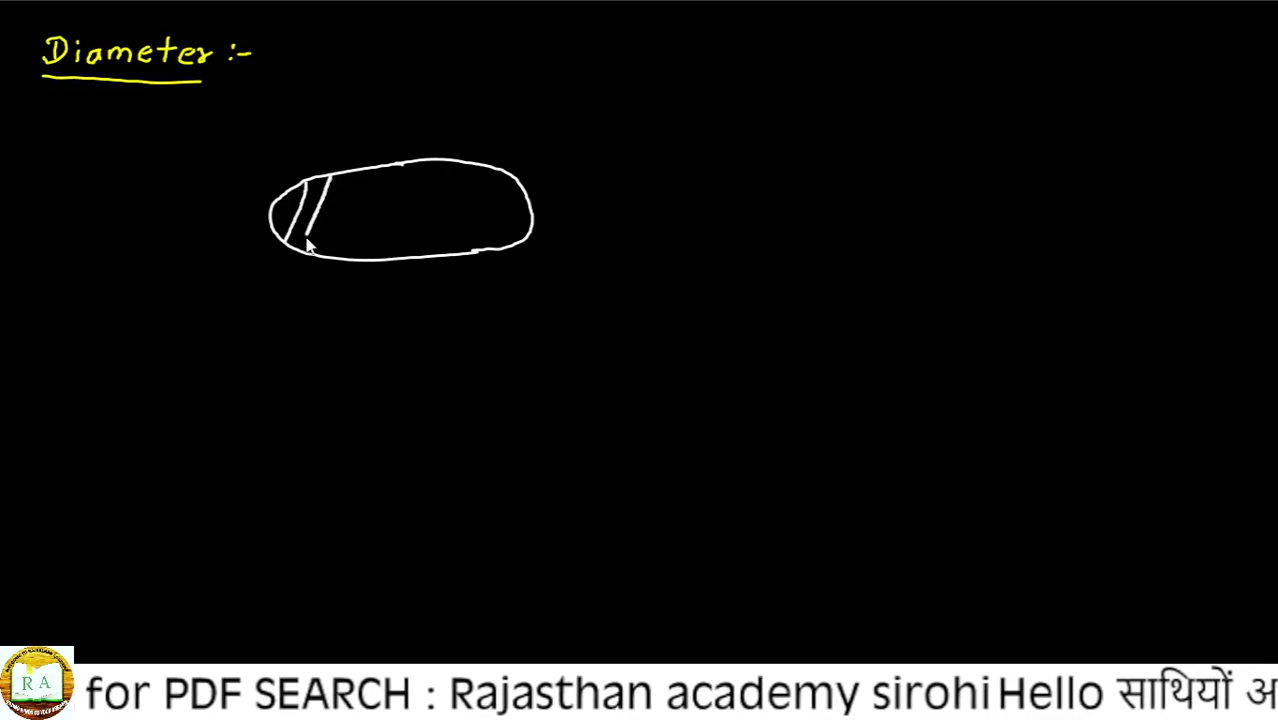 Diameter :-
R A
for PDF SEARCH : Rajasthan academy sirohi Hello साथियों अ